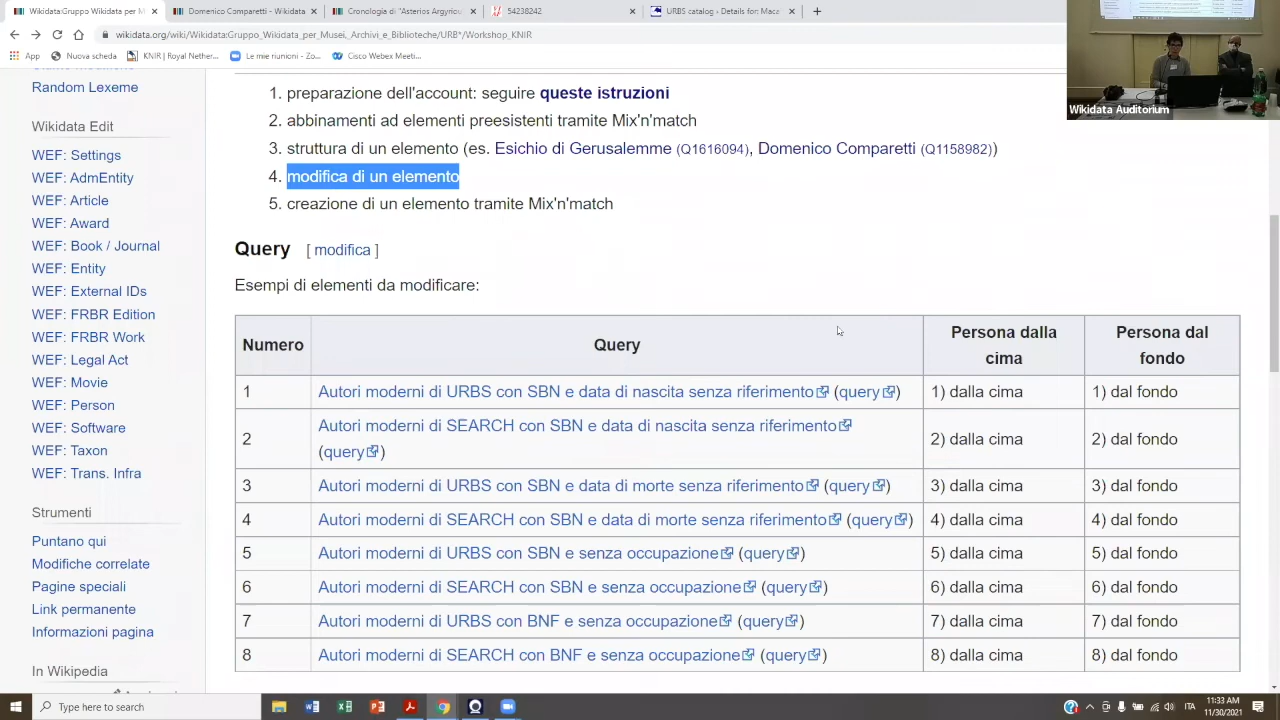 Wikidata:Gruppo Wikidata per M
Domenico Comparetti - Wikidata
Cronologia di "Asterios Argyriou
URBS catalog › Details for: Maca
wikidata.org/wiki/Wikidata:Gruppo_Wikidata_per_Musei,_Archivi_e_Biblioteche/URBS/Workshop_KNIR
App
Nuova scheda
KNIR | Royal Nether...
Le mie riunioni - Zo...
Cisco Webex Meet...
Wikidata Auditorium
Random Lexeme
Wikidata Edit
WEF: Settings
WEF: AdmEntity
WEF: Article
WEF: Award
WEF: Book / Journal
WEF: Entity
WEF: External IDs
WEF: FRBR Edition
WEF: FRBR Work
WEF: Legal Act
WEF: Movie
WEF: Person
WEF: Software
WEF: Taxon
WEF: Trans. Infra
Strumenti
Puntano qui
Modifiche correlate
Pagine speciali
Link permanente
Informazioni pagina
In Wikipedia
1. preparazione dell'account: seguire queste istruzioni
2. abbinamenti ad elementi preesistenti tramite Mix'n'match
3. struttura di un elemento (es. Esichio di Gerusalemme (Q1616094), Domenico Comparetti (Q1158982))
4. modifica di un elemento
5. creazione di un elemento tramite Mix'n'match
Query [ modifica ]
Esempi di elementi da modificare:
Numero Query Persona dalla cima Persona dal fondo
1 Autori moderni di URBS con SBN e data di nascita senza riferimento (query) 1) dalla cima 1) dal fondo
2 Autori moderni di SEARCH con SBN e data di nascita senza riferimento
(query) 2) dalla cima 2) dal fondo
3 Autori moderni di URBS con SBN e data di morte senza riferimento (query) 3) dalla cima 3) dal fondo
4 Autori moderni di SEARCH con SBN e data di morte senza riferimento (query) 4) dalla cima 4) dal fondo
5 Autori moderni di URBS con SBN e senza occupazione (query) 5) dalla cima 5) dal fondo
6 Autori moderni di SEARCH con SBN e senza occupazione (query) 6) dalla cima 6) dal fondo
7 Autori moderni di URBS con BNF e senza occupazione (query) 7) dalla cima 7) dal fondo
8 Autori moderni di SEARCH con BNF e senza occupazione (query) 8) dalla cima 8) dal fondo
Type here to search
ITA
11:33 AM
11/30/2021